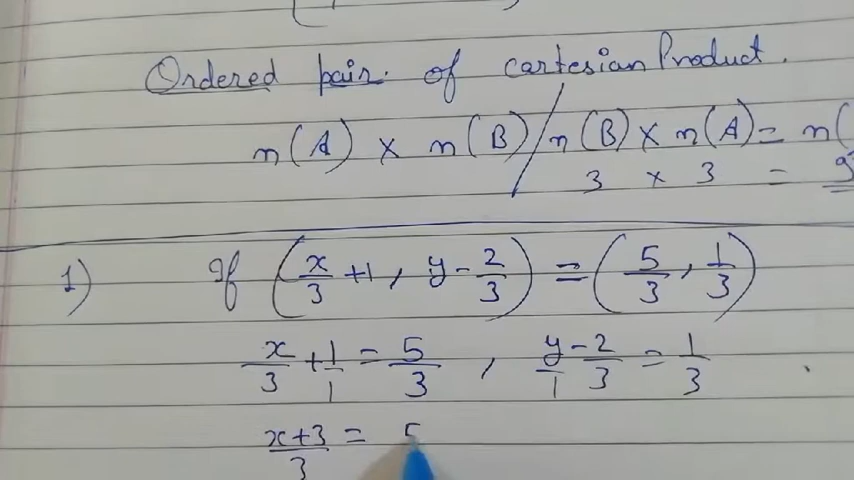 Ordered pair of cartesian Product.
n(A) × n(B) / n(B) × n(A) = n(
3 × 3 = 9
1) If (x/3 + 1, y - 2/3) = (5/3, 1/3)
x/3 + 1/1 = 5/3 , y/1 - 2/3 = 1/3
x+3/3 = 5